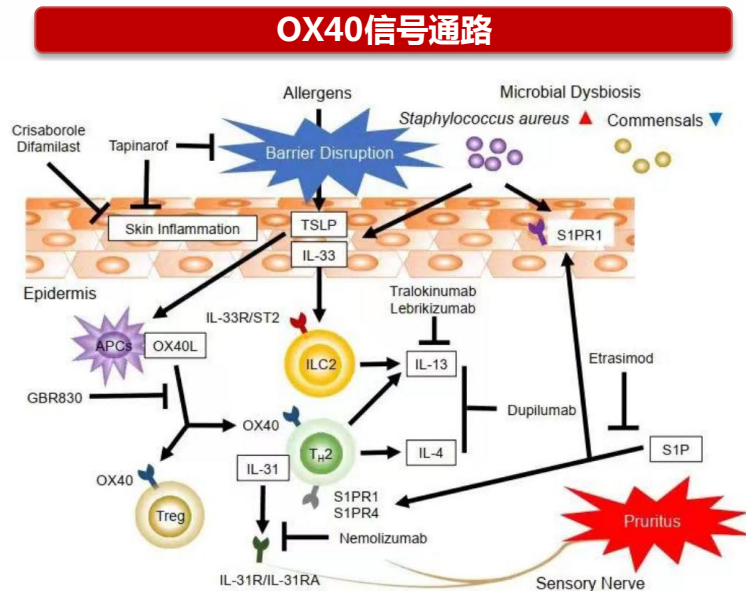 OX40信号通路
Allergens
Microbial Dysbiosis
Staphylococcus aureus
Commensals
Crisaborole
Difamilast
Tapinarof
Barrier Disruption
Skin Inflammation
TSLP
S1PR1
IL-33
Epidermis
Tralokinumab
Lebrikizumab
IL-33R/ST2
APCs
OX40L
ILC2
IL-13
Etrasimod
GBR830
Dupilumab
OX40
TH2
IL-4
S1P
IL-31
OX40
S1PR1
S1PR4
Treg
Pruritus
Nemolizumab
IL-31R/IL-31RA
Sensory Nerve